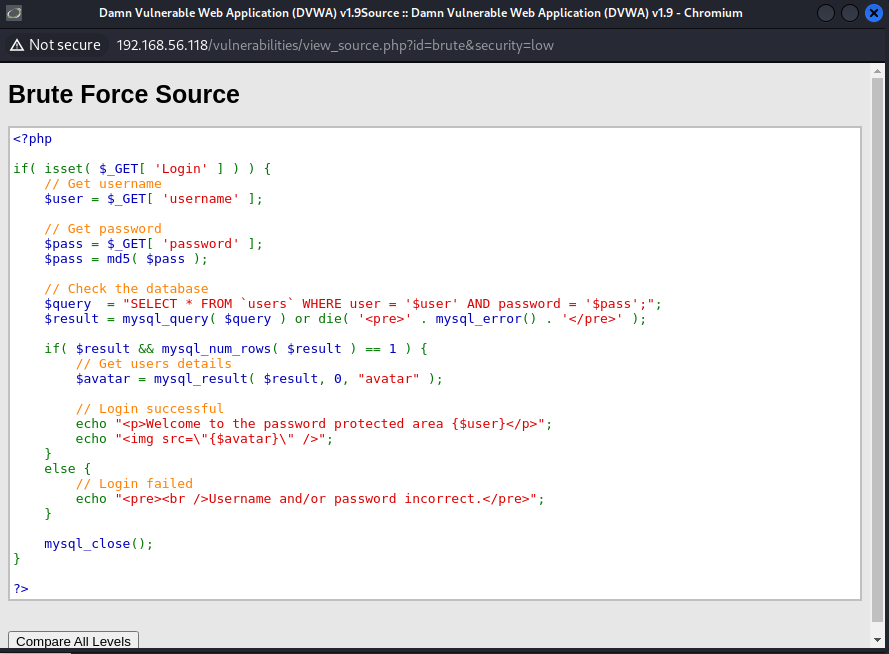 Damn Vulnerable Web Application (DVWA) v1.9Source :: Damn Vulnerable Web Application (DVWA) v1.9 - Chromium
Not secure 192.168.56.118/vulnerabilities/view_source.php?id=brute&security=low
Brute Force Source
<?php

if( isset( $_GET[ 'Login' ] ) ) {
    // Get username
    $user = $_GET[ 'username' ];

    // Get password
    $pass = $_GET[ 'password' ];
    $pass = md5( $pass );

    // Check the database
    $query  = "SELECT * FROM `users` WHERE user = '$user' AND password = '$pass';";
    $result = mysql_query( $query ) or die( '<pre>' . mysql_error() . '</pre>' );

    if( $result && mysql_num_rows( $result ) == 1 ) {
        // Get users details
        $avatar = mysql_result( $result, 0, "avatar" );

        // Login successful
        echo "<p>Welcome to the password protected area {$user}</p>";
        echo "<img src=\"{$avatar}\" />";
    }
    else {
        // Login failed
        echo "<pre><br />Username and/or password incorrect.</pre>";
    }

    mysql_close();
}

?>
Compare All Levels